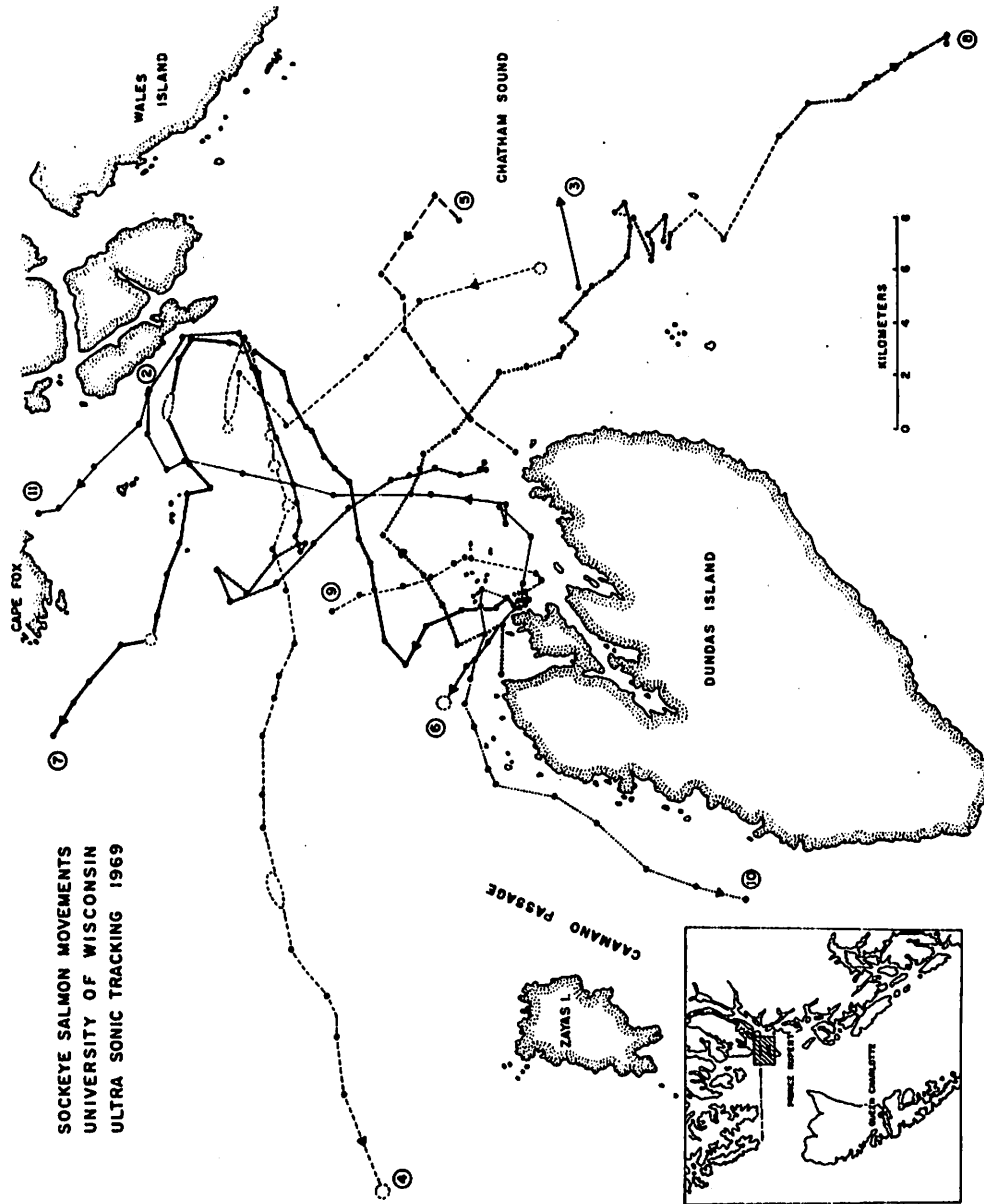 SOCKEYE SALMON MOVEMENTS
UNIVERSITY OF WISCONSIN
ULTRA SONIC TRACKING 1969
CAPE FOX
WALES
ISLAND
CHATHAM SOUND
DUNDAS ISLAND
CAAMANO PASSAGE
ZAYAS I.
7
11
2
5
3
8
9
6
10
4
0 2 4 6 8
KILOMETERS
PRINCE RUPERT
QUEEN CHARLOTTE